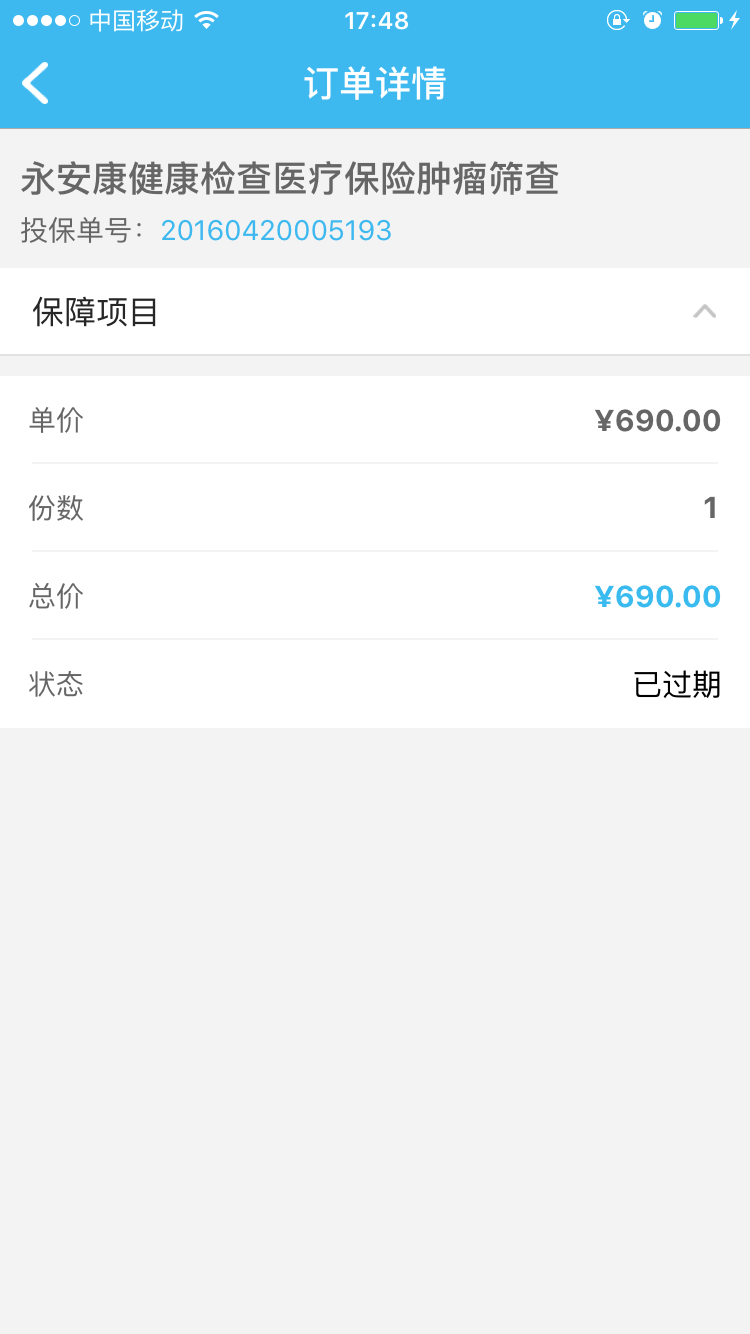 中国移动 17:48
订单详情
永安康健康检查医疗保险肿瘤筛查
投保单号：20160420005193
保障项目
单价 ¥690.00
份数 1
总价 ¥690.00
状态 已过期